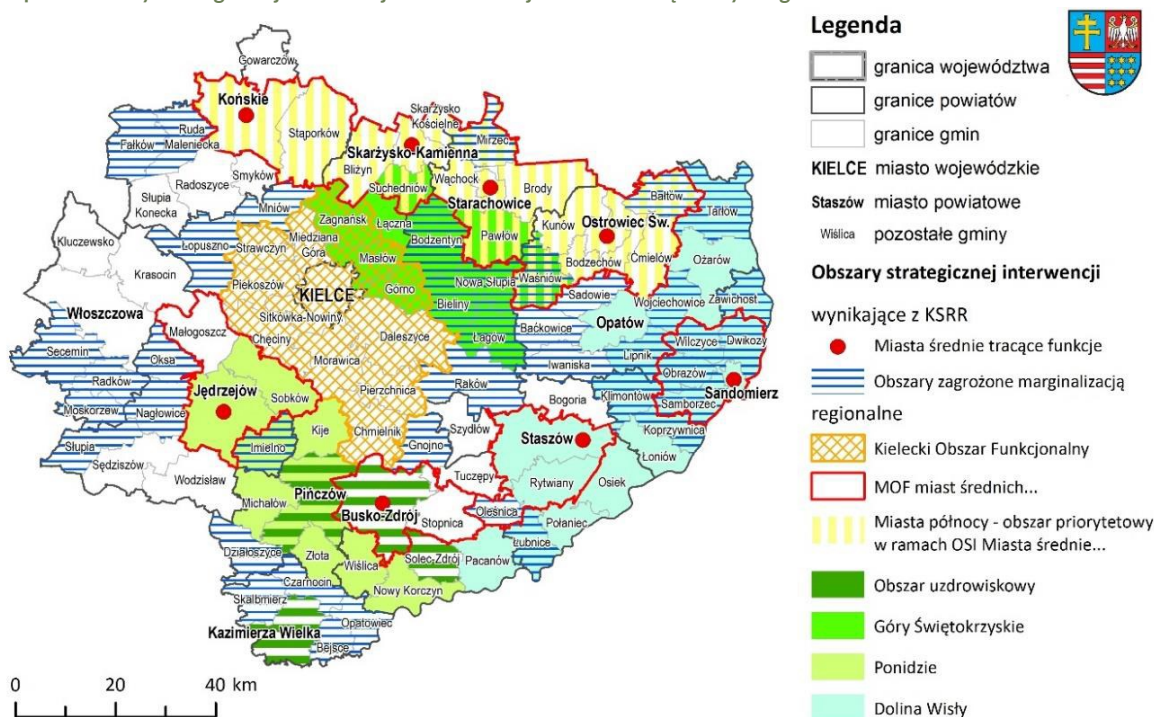 Gowarczów
Końskie
Stąporków
Skarżysko
Kościelne
Ruda
Maleniecka
Fałków
Skarżysko-Kamienna
Mirzec
Bliżyn
Smyków
Radoszyce
Suchedniów
Wąchock
Brody
Słupia
Konecka
Starachowice
Bałtów
Mniów
Zagnańsk
Łączna
Kunów
Ostrowiec Św.
Tarłów
Kluczewsko
Łopuszno
Strawczyn
Miedziana
Góra
Masłów
Bodzentyn
Pawłów
Bodzechów
Ćmielów
Ożarów
Krasocin
Piekoszów
KIELCE
Górno
Nowa Słupia
Waśniów
Sadowie
Wojciechowice
Zawichost
Włoszczowa
Sitkówka-Nowiny
Bieliny
Opatów
Małogoszcz
Chęciny
Daleszyce
Łagów
Baćkowice
Wilczyce
Dwikozy
Secemin
Oksa
Morawica
Iwaniska
Lipnik
Obrazów
Radków
Jędrzejów
Sobków
Pierzchnica
Raków
Sandomierz
Moskorzew
Nagłowice
Bogoria
Klimontów
Samborzec
Chmielnik
Szydłów
Staszów
Koprzywnica
Słupia
Imielno
Kije
Gnojno
Łoniów
Sędziszów
Wodzisław
Tuczępy
Rytwiany
Osiek
Pińczów
Michałów
Busko-Zdrój
Stopnica
Oleśnica
Połaniec
Działoszyce
Złota
Solec-Zdrój
Łubnice
Wiślica
Pacanów
Czarnocin
Nowy Korczyn
Skalbmierz
Opatowiec
Kazimierza Wielka
Bejsce
0 20 40 km
Legenda
granica województwa
granice powiatów
granice gmin
KIELCE miasto wojewódzkie
Staszów miasto powiatowe
Wiślica pozostałe gminy
Obszary strategicznej interwencji
wynikające z KSRR
Miasta średnie tracące funkcje
Obszary zagrożone marginalizacją
regionalne
Kielecki Obszar Funkcjonalny
MOF miast średnich...
Miasta północy - obszar priorytetowy
w ramach OSI Miasta średnie...
Obszar uzdrowiskowy
Góry Świętokrzyskie
Ponidzie
Dolina Wisły